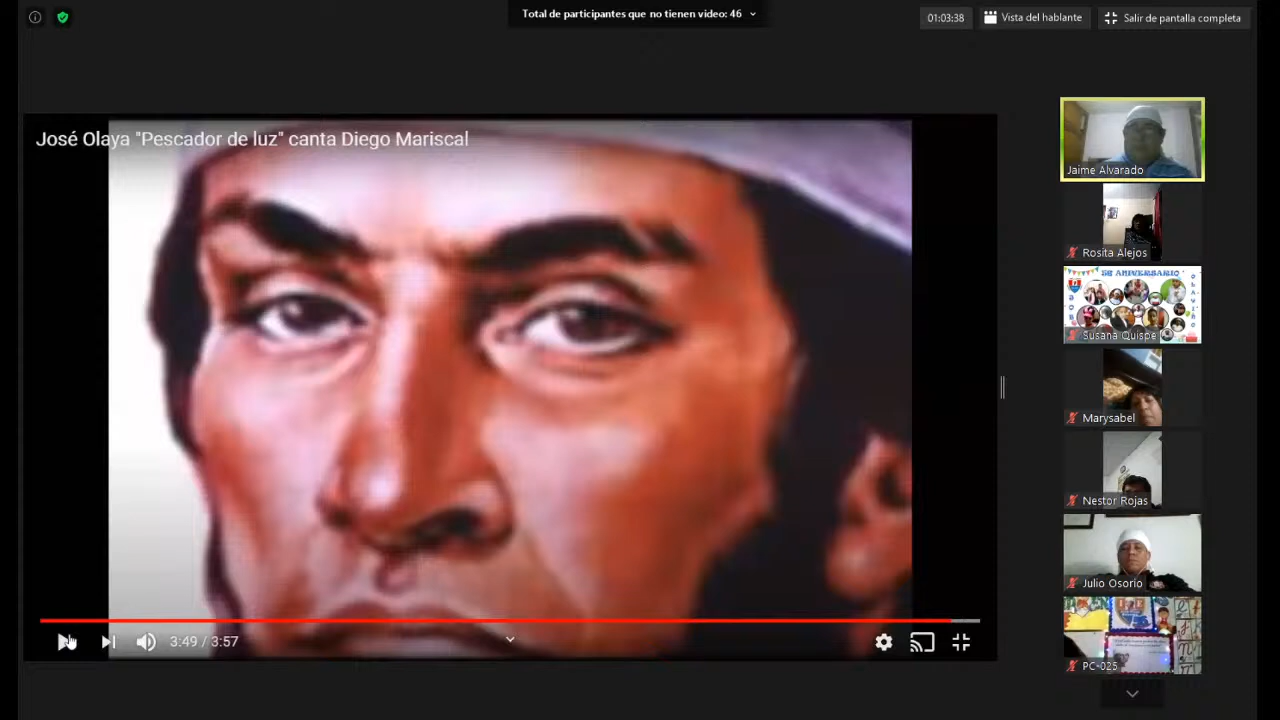 Total de participantes que no tienen video: 46
01:03:38
Vista del hablante
Salir de pantalla completa
José Olaya "Pescador de luz" canta Diego Mariscal
Jaime Alvarado
Rosita Alejos
58 ANIVERSARIO
Susana Quispe
Marysabel
Nestor Rojas
Julio Osorio
PC-025
3:49 / 3:57